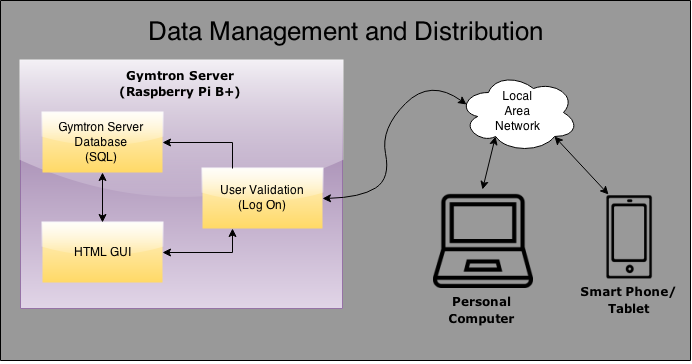 Data Management and Distribution
Gymtron Server
(Raspberry Pi B+)
Gymtron Server
Database
(SQL)
User Validation
(Log On)
HTML GUI
Local
Area
Network
Personal
Computer
Smart Phone/
Tablet